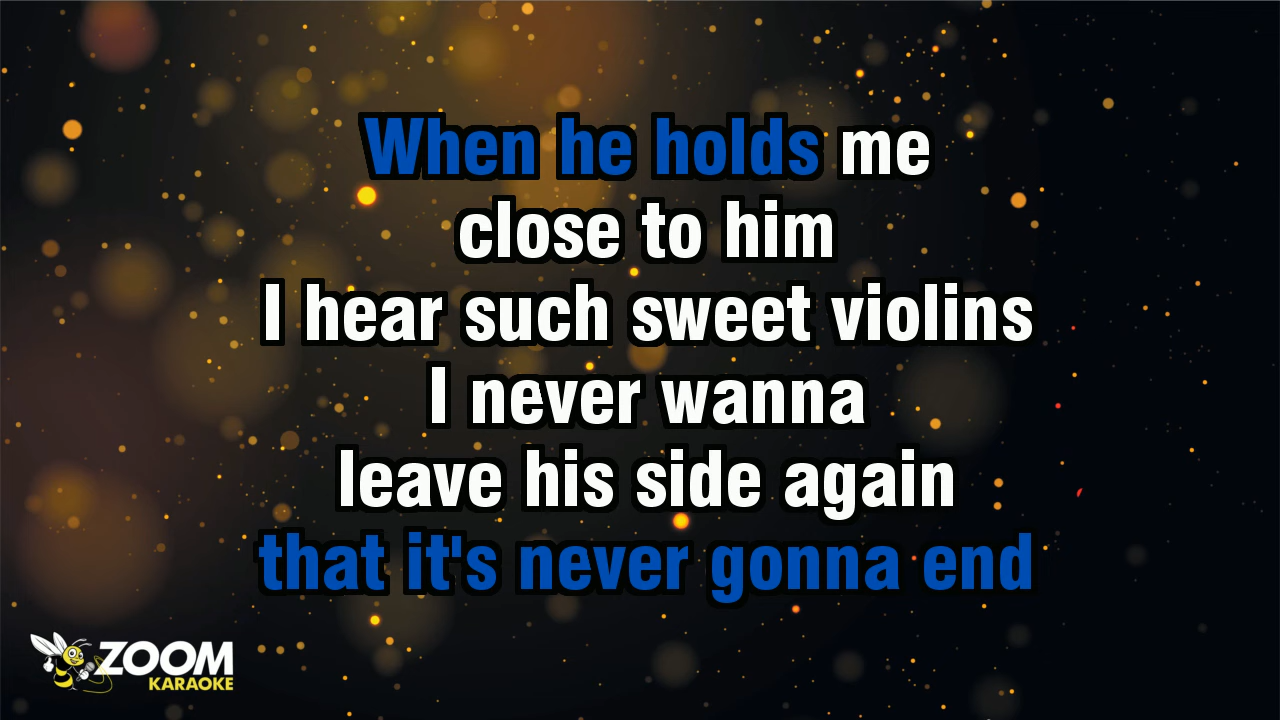 When he holds me
close to him
I hear such sweet violins
I never wanna
leave his side again
that it's never gonna end
ZOOM
KARAOKE